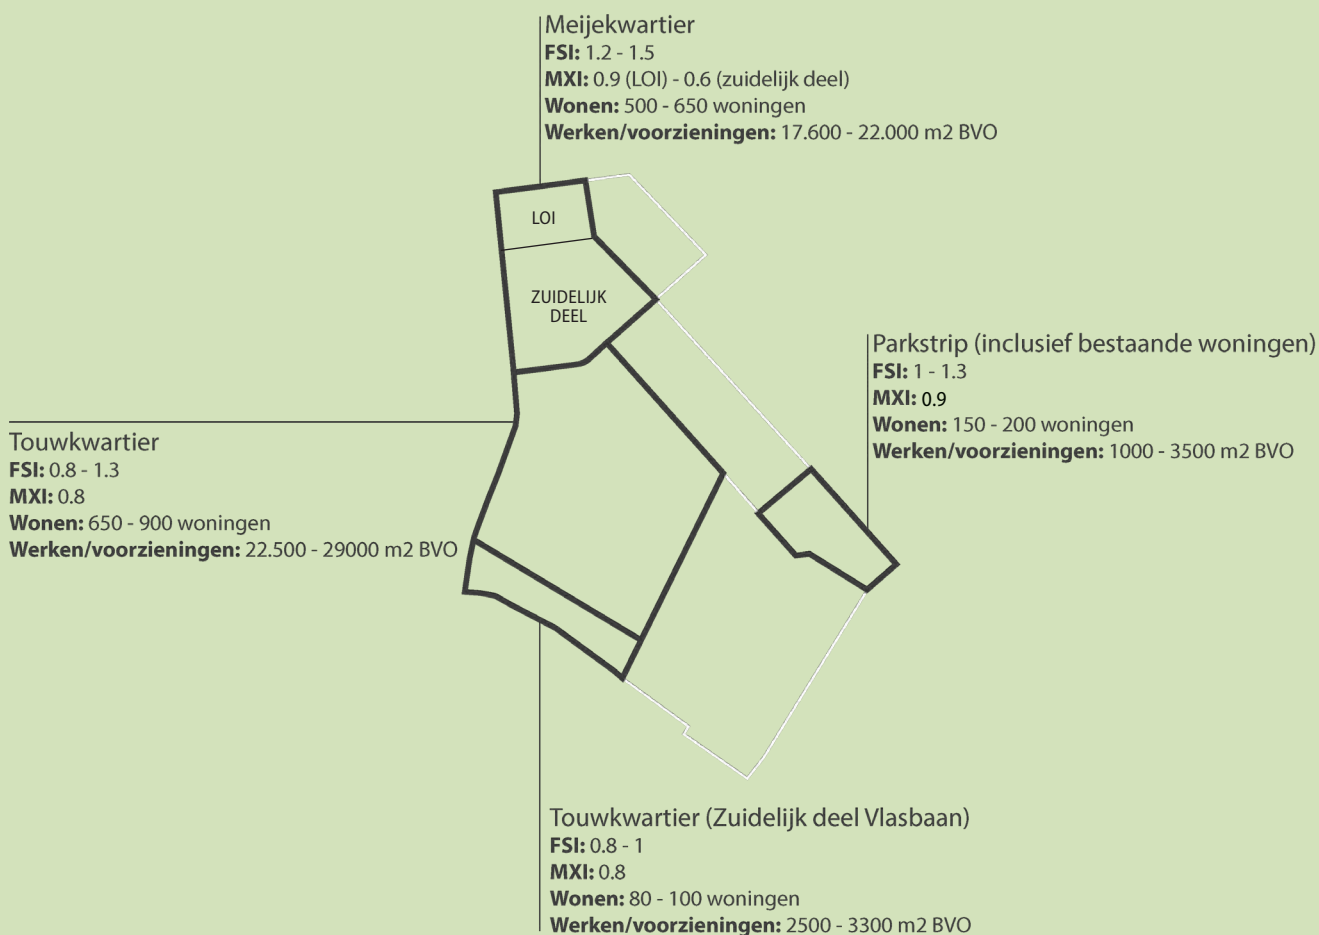 Meijekwartier
FSI: 1.2 - 1.5
MXI: 0.9 (LOI) - 0.6 (zuidelijk deel)
Wonen: 500 - 650 woningen
Werken/voorzieningen: 17.600 - 22.000 m2 BVO
LOI
ZUIDELIJK
DEEL
Parkstrip (inclusief bestaande woningen)
FSI: 1 - 1.3
MXI: 0.9
Wonen: 150 - 200 woningen
Werken/voorzieningen: 1000 - 3500 m2 BVO
Touwkwartier
FSI: 0.8 - 1.3
MXI: 0.8
Wonen: 650 - 900 woningen
Werken/voorzieningen: 22.500 - 29000 m2 BVO
Touwkwartier (Zuidelijk deel Vlasbaan)
FSI: 0.8 - 1
MXI: 0.8
Wonen: 80 - 100 woningen
Werken/voorzieningen: 2500 - 3300 m2 BVO